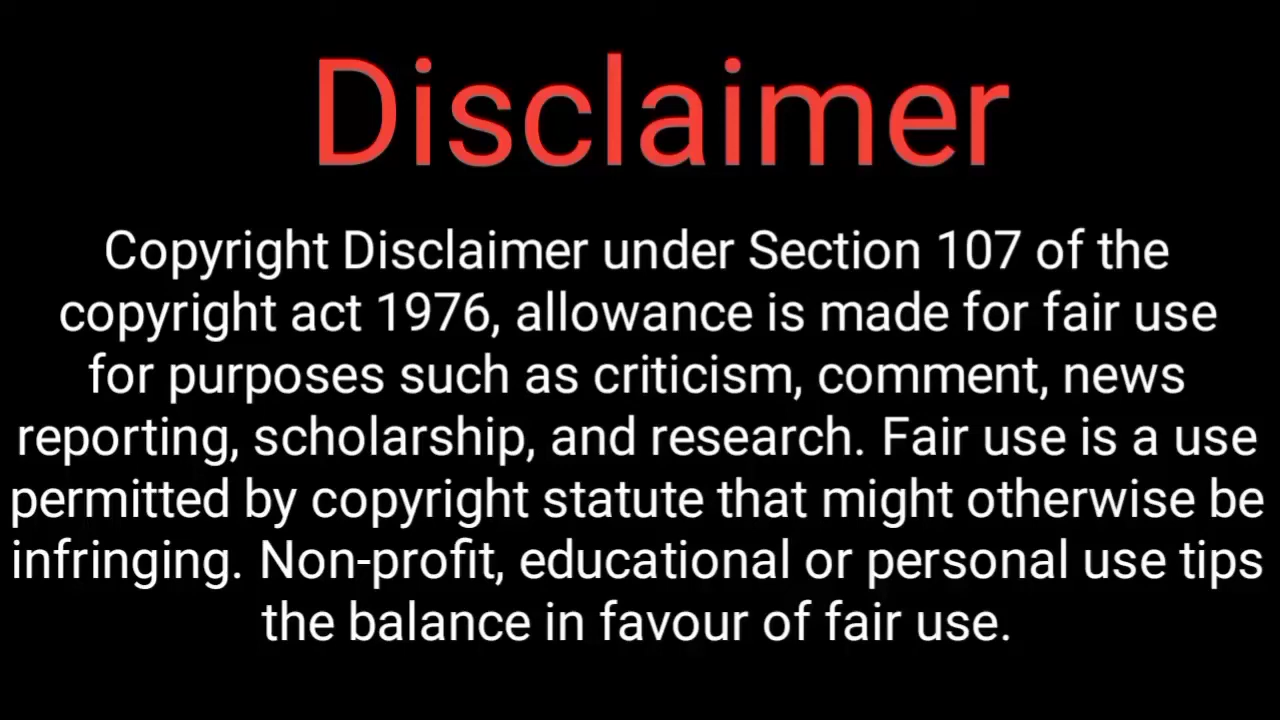 Disclaimer
Copyright Disclaimer under Section 107 of the
copyright act 1976, allowance is made for fair use
for purposes such as criticism, comment, news
reporting, scholarship, and research. Fair use is a use
permitted by copyright statute that might otherwise be
infringing. Non-profit, educational or personal use tips
the balance in favour of fair use.